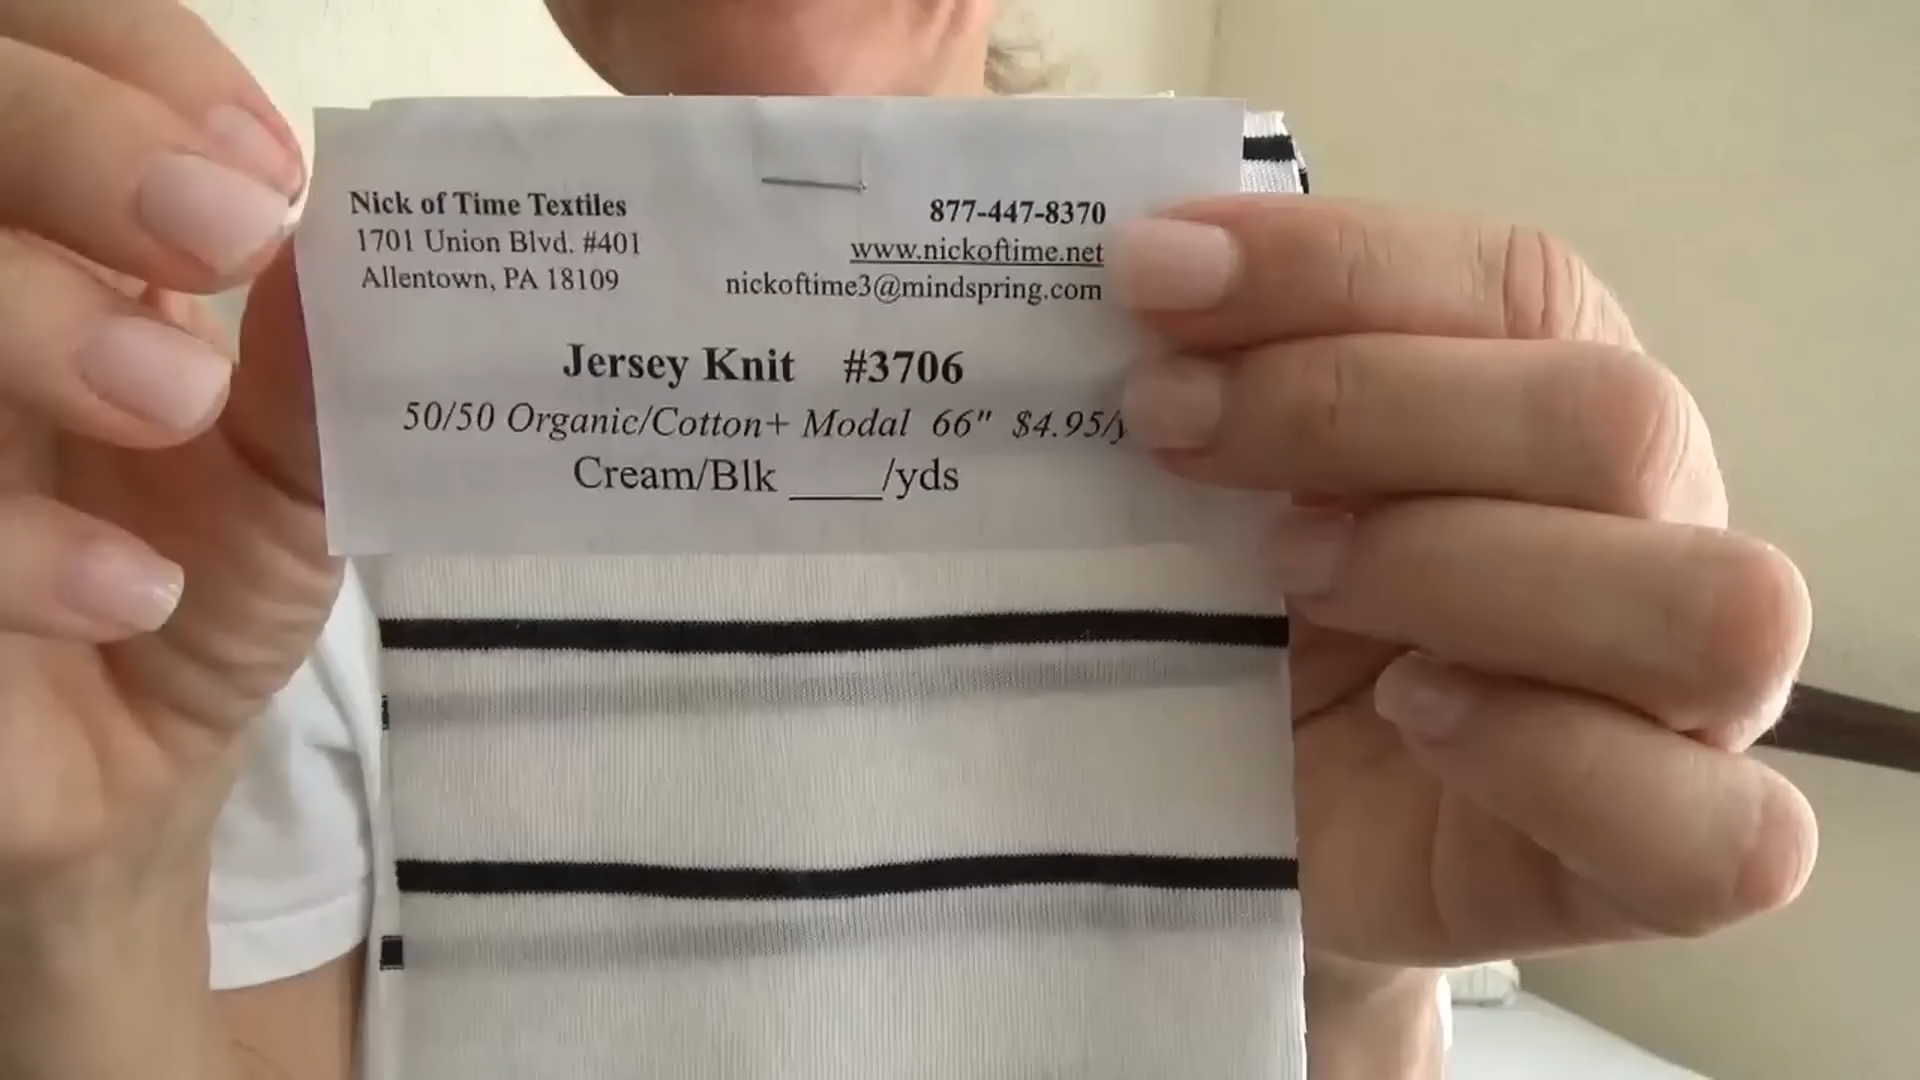 Nick of Time Textiles
1701 Union Blvd. #401
Allentown, PA 18109
877-447-8370
www.nickoftime.net
nickoftime3@mindspring.com
Jersey Knit #3706
50/50 Organic/Cotton+ Modal 66" $4.95/y
Cream/Blk ____/yds